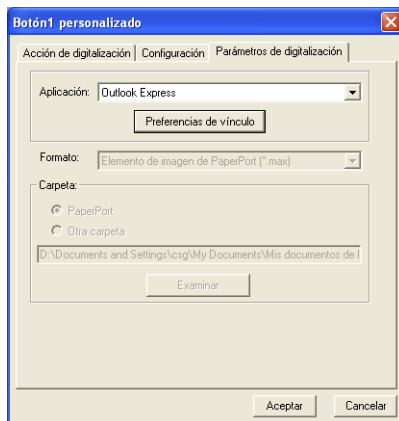 Botón1 personalizado
Acción de digitalización Configuración Parámetros de digitalización
Aplicación: Outlook Express
Preferencias de vínculo
Formato: Elemento de imagen de PaperPort (*.max)
Carpeta:
PaperPort
Otra carpeta
D:\Documents and Settings\csg\My Documents\Mis documentos de
Examinar
Aceptar Cancelar